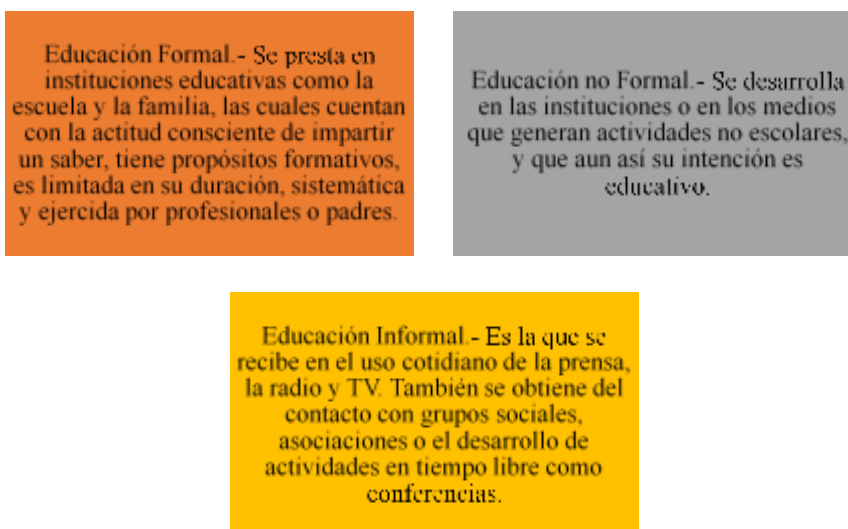 Educación Formal.- Se presta en
instituciones educativas como la
escuela y la familia, las cuales cuentan
con la actitud consciente de impartir
un saber, tiene propósitos formativos,
es limitada en su duración, sistemática
y ejercida por profesionales o padres.
Educación no Formal.- Se desarrolla
en las instituciones o en los medios
que generan actividades no escolares,
y que aun así su intención es
educativo.
Educación Informal.- Es la que se
recibe en el uso cotidiano de la prensa,
la radio y TV. También se obtiene del
contacto con grupos sociales,
asociaciones o el desarrollo de
actividades en tiempo libre como
conferencias.